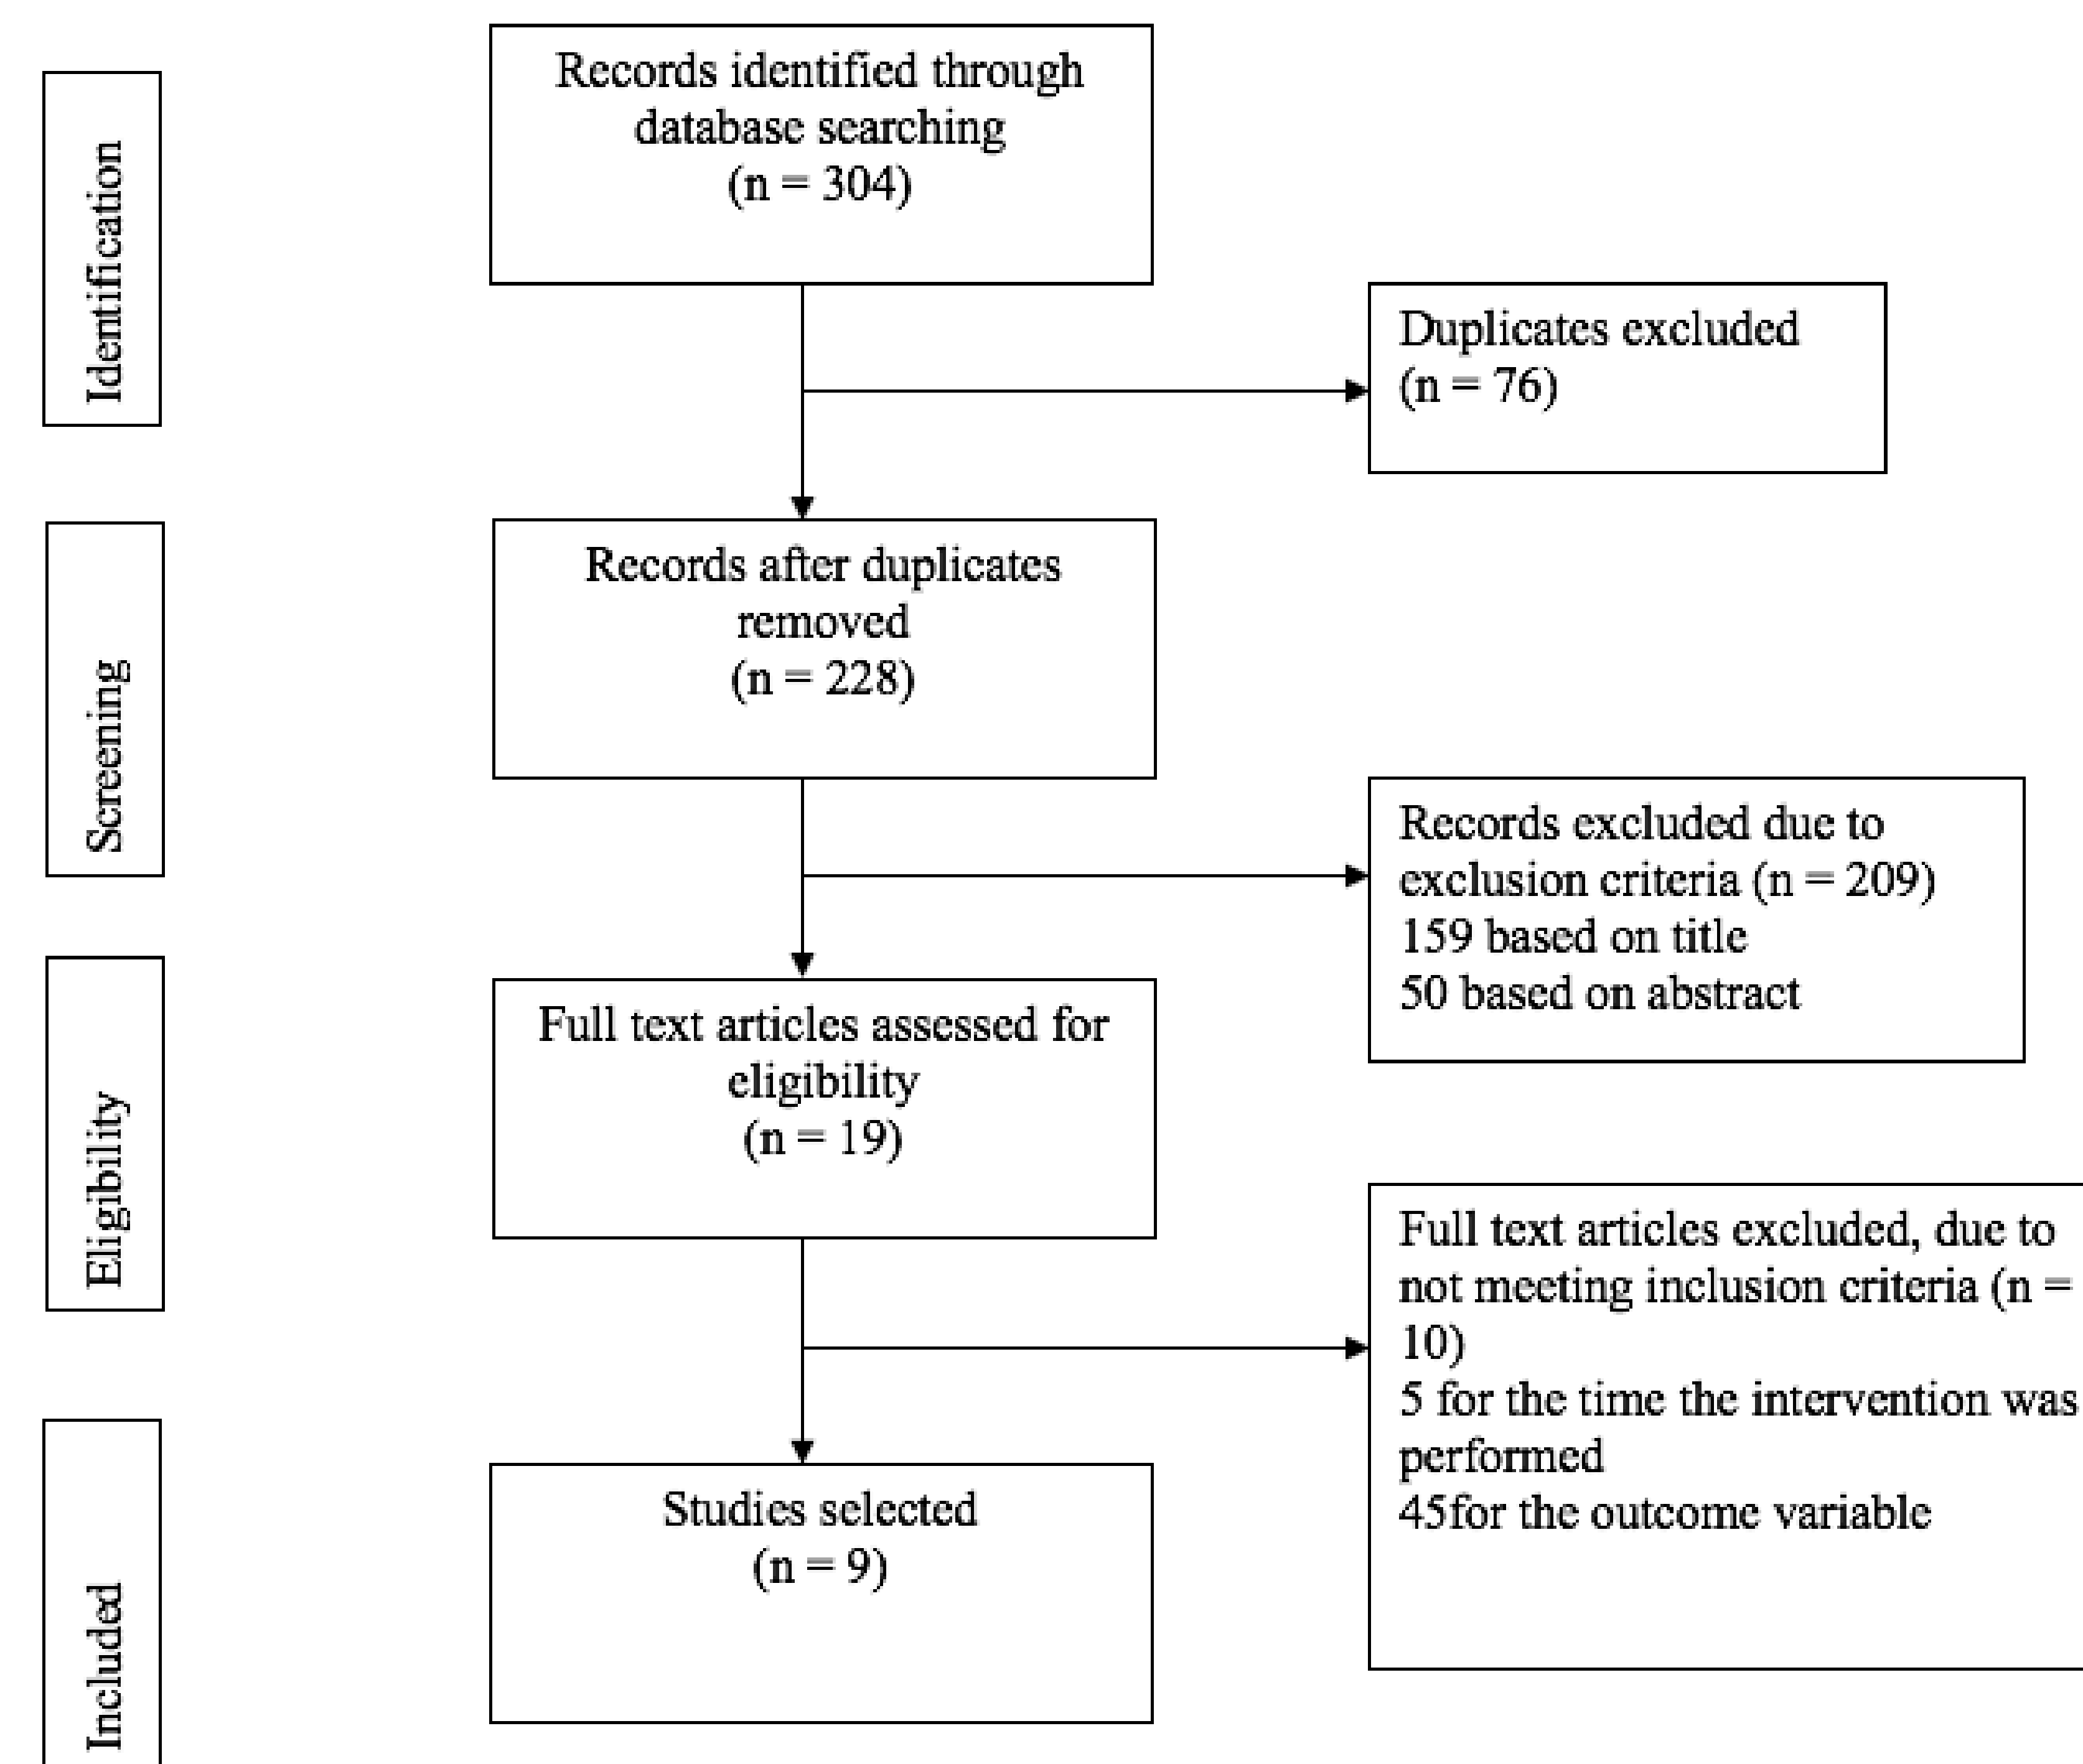 Identification
Records identified through
database searching
(n = 304)
Duplicates excluded
(n = 76)
Screening
Records after duplicates
removed
(n = 228)
Records excluded due to
exclusion criteria (n = 209)
159 based on title
50 based on abstract
Eligibility
Full text articles assessed for
eligibility
(n = 19)
Full text articles excluded, due to
not meeting inclusion criteria (n =
10)
5 for the time the intervention was
performed
45for the outcome variable
Included
Studies selected
(n = 9)